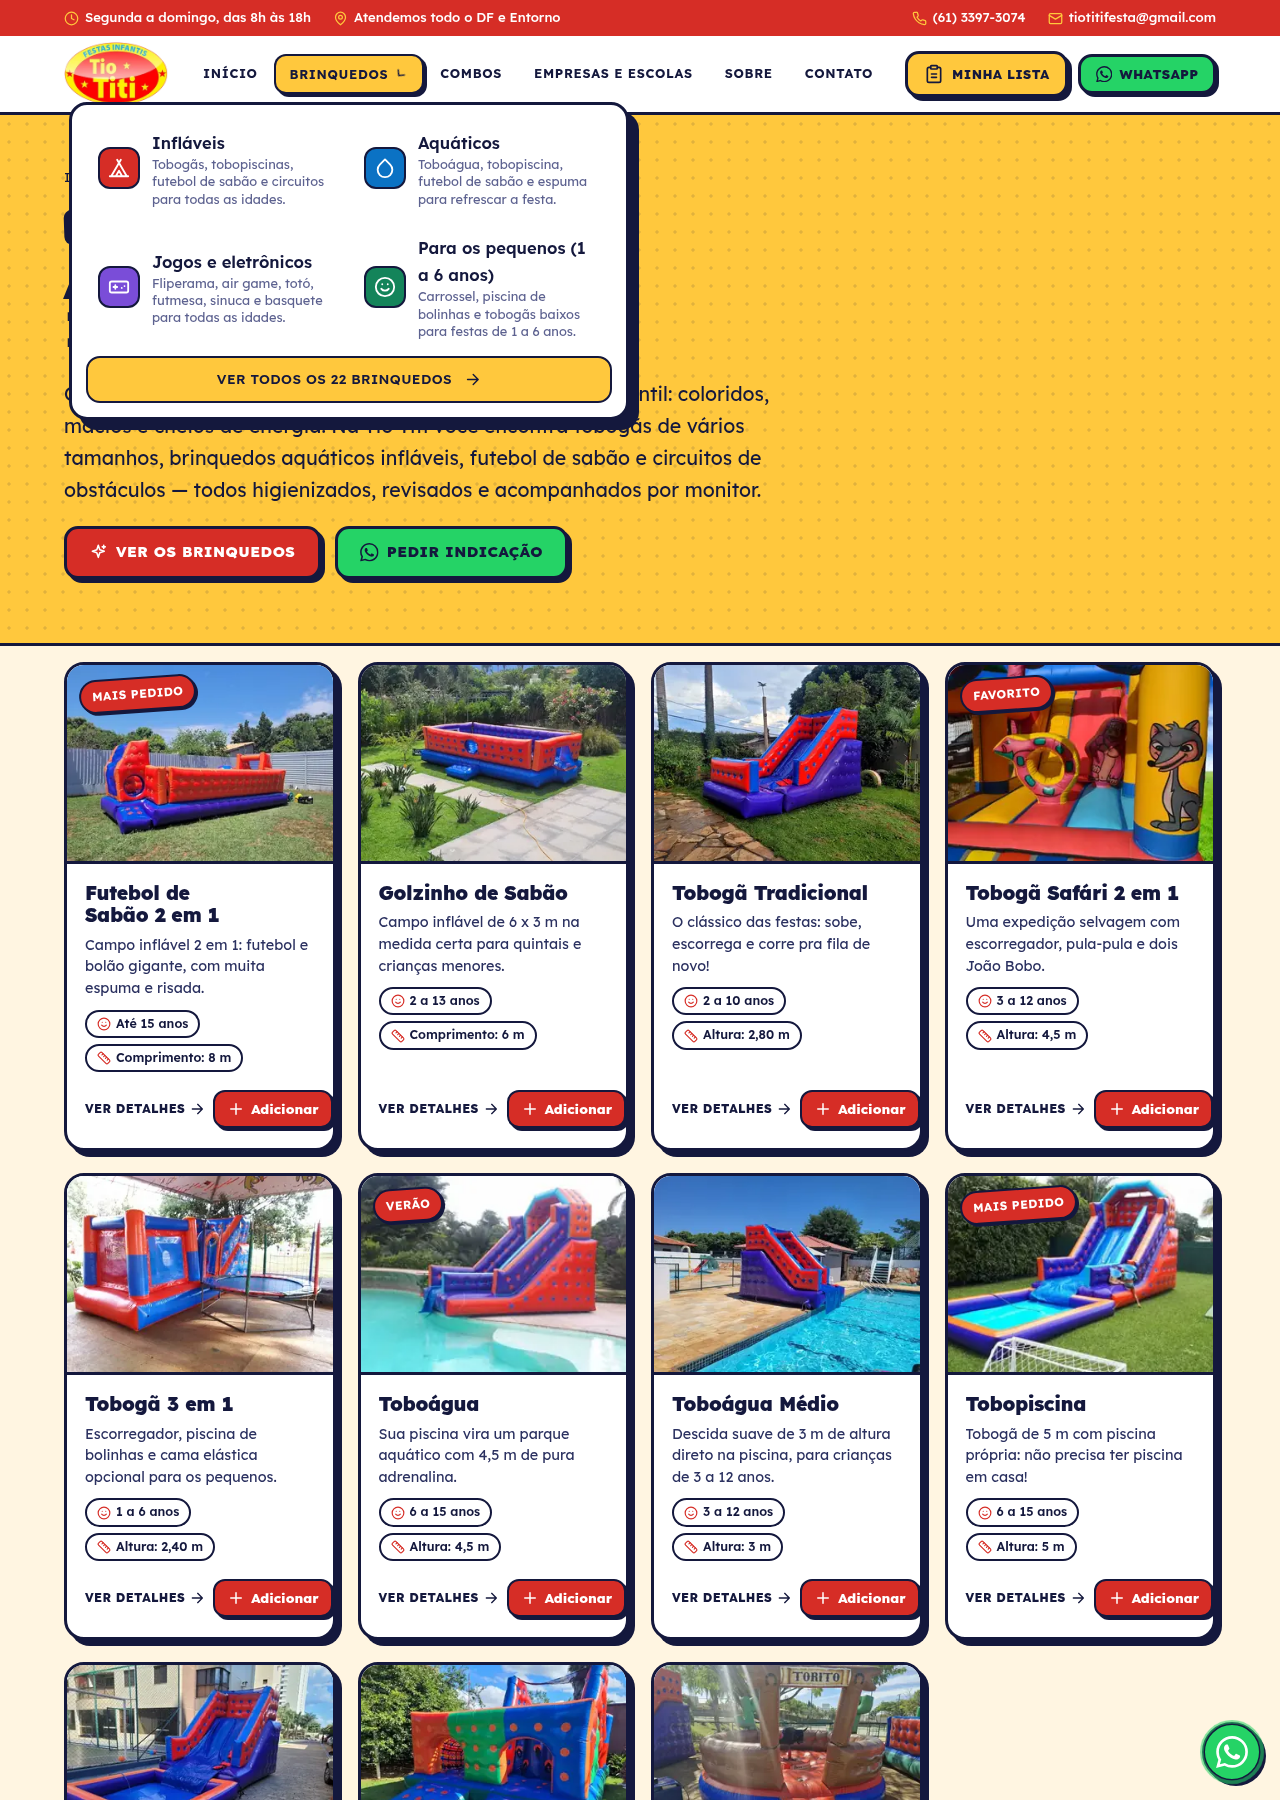 Segunda a domingo, das 8h às 18h
Atendemos todo o DF e Entorno
(61) 3397-3074
tiotitifesta@gmail.com
FESTAS INFANTIS
Tio
Titi
INÍCIO
BRINQUEDOS
COMBOS
EMPRESAS E ESCOLAS
SOBRE
CONTATO
MINHA LISTA
WHATSAPP
Infláveis
Tobogãs, tobopiscinas,
futebol de sabão e circuitos
para todas as idades.
Aquáticos
Toboágua, tobopiscina,
futebol de sabão e espuma
para refrescar a festa.
Jogos e eletrônicos
Fliperama, air game, totó,
futmesa, sinuca e basquete
para todas as idades.
Para os pequenos (1
a 6 anos)
Carrossel, piscina de
bolinhas e tobogãs baixos
para festas de 1 a 6 anos.
VER TODOS OS 22 BRINQUEDOS
ntil: coloridos,
macios e cheios de energia. Na Tio Titi você encontra tobogãs de vários
tamanhos, brinquedos aquáticos infláveis, futebol de sabão e circuitos de
obstáculos — todos higienizados, revisados e acompanhados por monitor.
VER OS BRINQUEDOS
PEDIR INDICAÇÃO
MAIS PEDIDO
FAVORITO
Futebol de
Sabão 2 em 1
Campo inflável 2 em 1: futebol e
bolão gigante, com muita
espuma e risada.
Até 15 anos
Comprimento: 8 m
VER DETALHES
Adicionar
Golzinho de Sabão
Campo inflável de 6 x 3 m na
medida certa para quintais e
crianças menores.
2 a 13 anos
Comprimento: 6 m
VER DETALHES
Adicionar
Tobogã Tradicional
O clássico das festas: sobe,
escorrega e corre pra fila de
novo!
2 a 10 anos
Altura: 2,80 m
VER DETALHES
Adicionar
Tobogã Safári 2 em 1
Uma expedição selvagem com
escorregador, pula-pula e dois
João Bobo.
3 a 12 anos
Altura: 4,5 m
VER DETALHES
Adicionar
VERÃO
MAIS PEDIDO
Tobogã 3 em 1
Escorregador, piscina de
bolinhas e cama elástica
opcional para os pequenos.
1 a 6 anos
Altura: 2,40 m
VER DETALHES
Adicionar
Toboágua
Sua piscina vira um parque
aquático com 4,5 m de pura
adrenalina.
6 a 15 anos
Altura: 4,5 m
VER DETALHES
Adicionar
Toboágua Médio
Descida suave de 3 m de altura
direto na piscina, para crianças
de 3 a 12 anos.
3 a 12 anos
Altura: 3 m
VER DETALHES
Adicionar
Tobopiscina
Tobogã de 5 m com piscina
própria: não precisa ter piscina
em casa!
6 a 15 anos
Altura: 5 m
VER DETALHES
Adicionar
TORITO